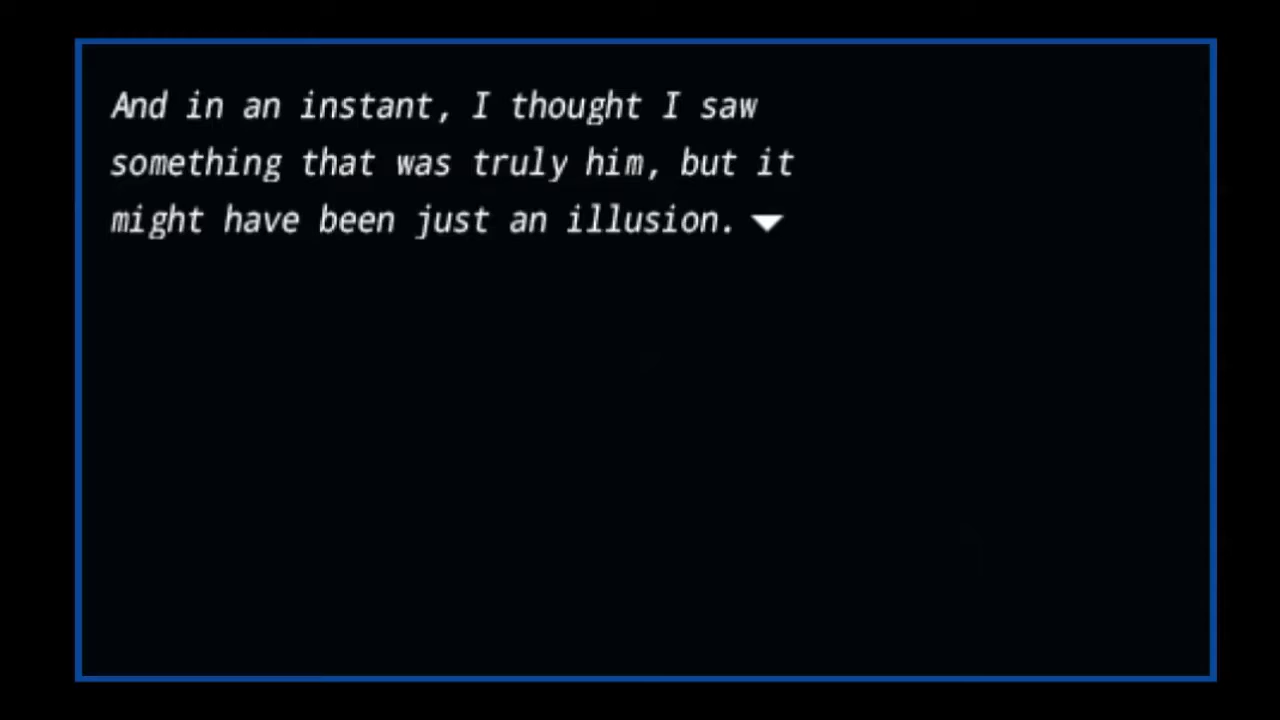 And in an instant, I thought I saw
something that was truly him, but it
might have been just an illusion.